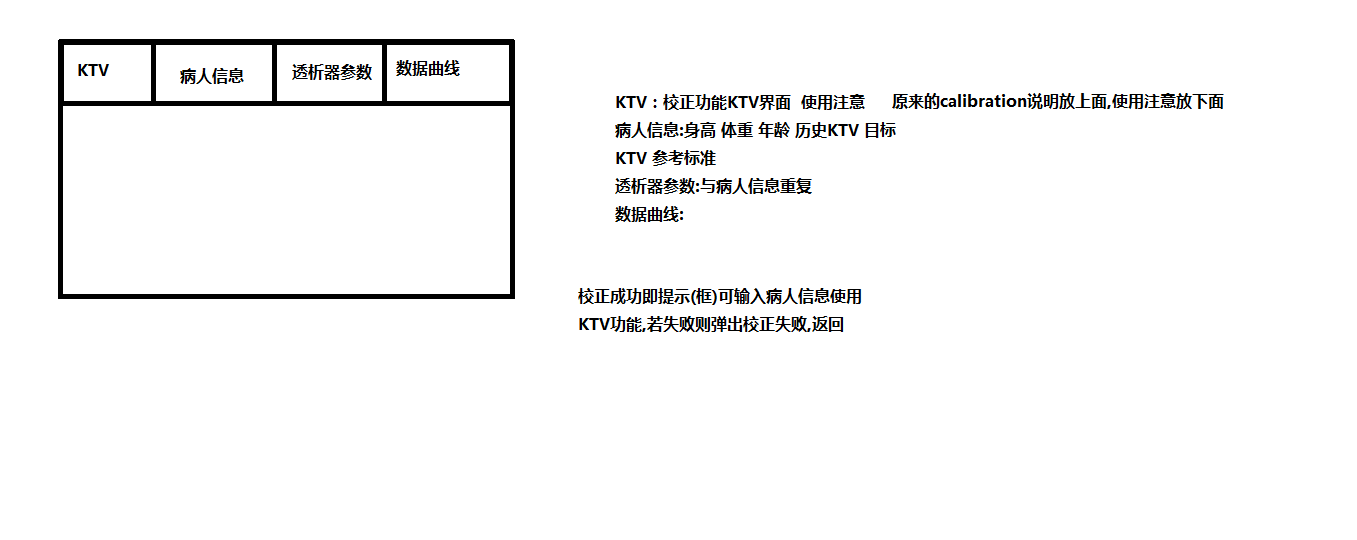 KTV 病人信息 透析器参数 数据曲线
KTV：校正功能KTV界面 使用注意 原来的calibration说明放上面,使用注意放下面
病人信息:身高 体重 年龄 历史KTV 目标
KTV 参考标准
透析器参数:与病人信息重复
数据曲线:
校正成功即提示(框)可输入病人信息使用
KTV功能,若失败则弹出校正失败,返回